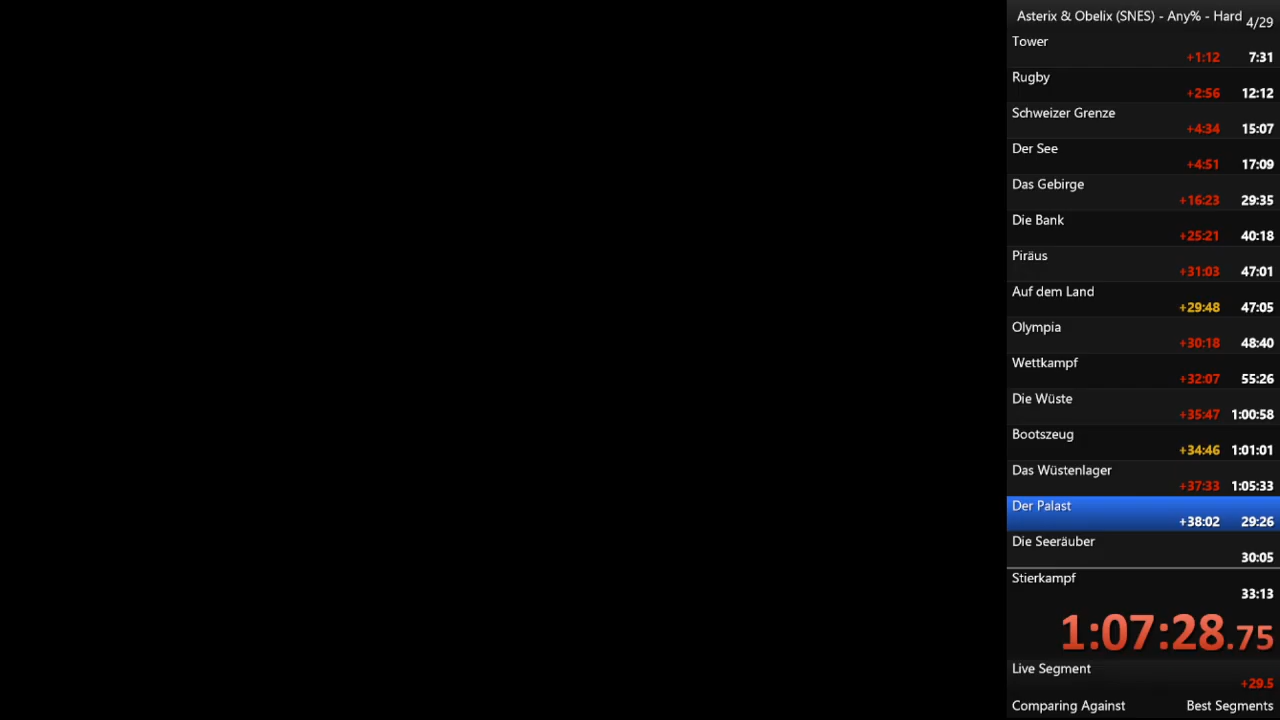 Asterix & Obelix (SNES) - Any% - Hard 4/29
Tower
+1:12 7:31
Rugby
+2:56 12:12
Schweizer Grenze
+4:34 15:07
Der See
+4:51 17:09
Das Gebirge
+16:23 29:35
Die Bank
+25:21 40:18
Piräus
+31:03 47:01
Auf dem Land
+29:48 47:05
Olympia
+30:18 48:40
Wettkampf
+32:07 55:26
Die Wüste
+35:47 1:00:58
Bootszeug
+34:46 1:01:01
Das Wüstenlager
+37:33 1:05:33
Der Palast
+38:02 29:26
Die Seeräuber
30:05
Stierkampf
33:13
1:07:28.75
Live Segment
+29.5
Comparing Against Best Segments